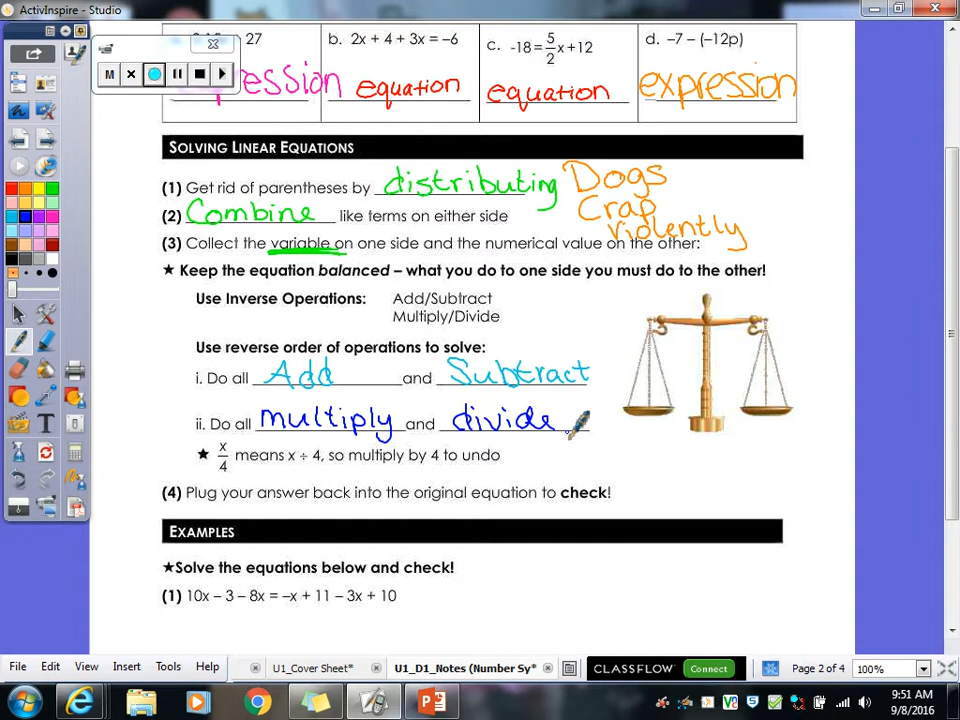 ActivInspire - Studio
27
b. 2x + 4 + 3x = –6
c. -18 = 5/2 x + 12
d. –7 – (–12p)
equation
equation
expression
M
SOLVING LINEAR EQUATIONS
(1) Get rid of parentheses by distributing Dogs
(2) Combine like terms on either side Crap
violently
(3) Collect the variable on one side and the numerical value on the other:
★ Keep the equation balanced – what you do to one side you must do to the other!
Use Inverse Operations: Add/Subtract
Multiply/Divide
Use reverse order of operations to solve:
i. Do all Add and Subtract
ii. Do all multiply and divide
★ x/4 means x ÷ 4, so multiply by 4 to undo
(4) Plug your answer back into the original equation to check!
EXAMPLES
★Solve the equations below and check!
(1) 10x – 3 – 8x = –x + 11 – 3x + 10
File Edit View Insert Tools Help U1_Cover Sheet* U1_D1_Notes (Number Sy* CLASSFLOW Connect Page 2 of 4 100%
9:51 AM
9/8/2016